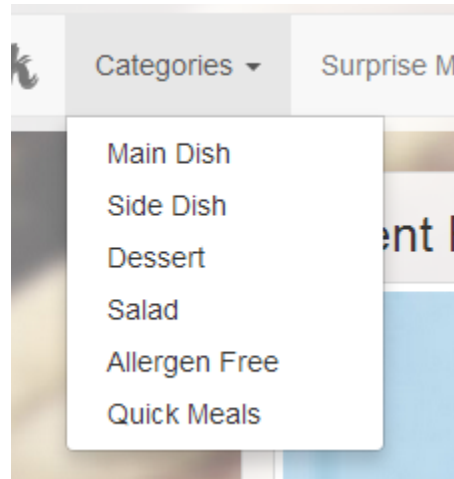 Categories Surprise M
Main Dish
Side Dish
Dessert
Salad
Allergen Free
Quick Meals